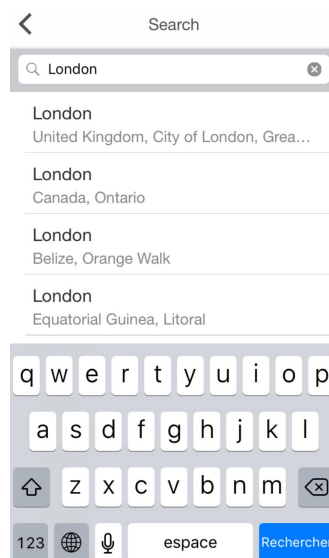 Search
London
London
United Kingdom, City of London, Grea...
London
Canada, Ontario
London
Belize, Orange Walk
London
Equatorial Guinea, Litoral
q w e r t y u i o p
a s d f g h j k l
z x c v b n m
123 espace Rechercher